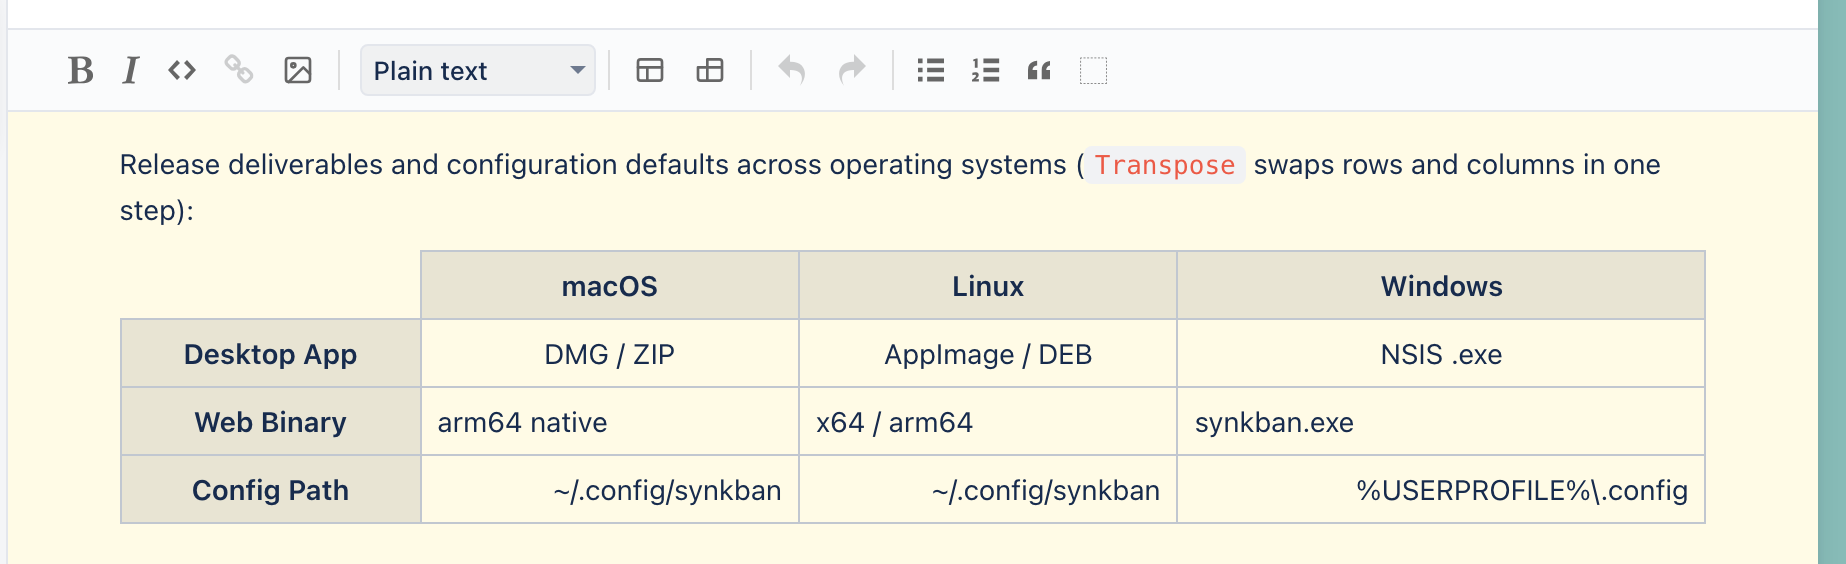 Plain text
Release deliverables and configuration defaults across operating systems ( Transpose swaps rows and columns in one
step):
macOS Linux Windows
Desktop App DMG / ZIP AppImage / DEB NSIS .exe
Web Binary arm64 native x64 / arm64 synkban.exe
Config Path ~/.config/synkban ~/.config/synkban %USERPROFILE%\.config